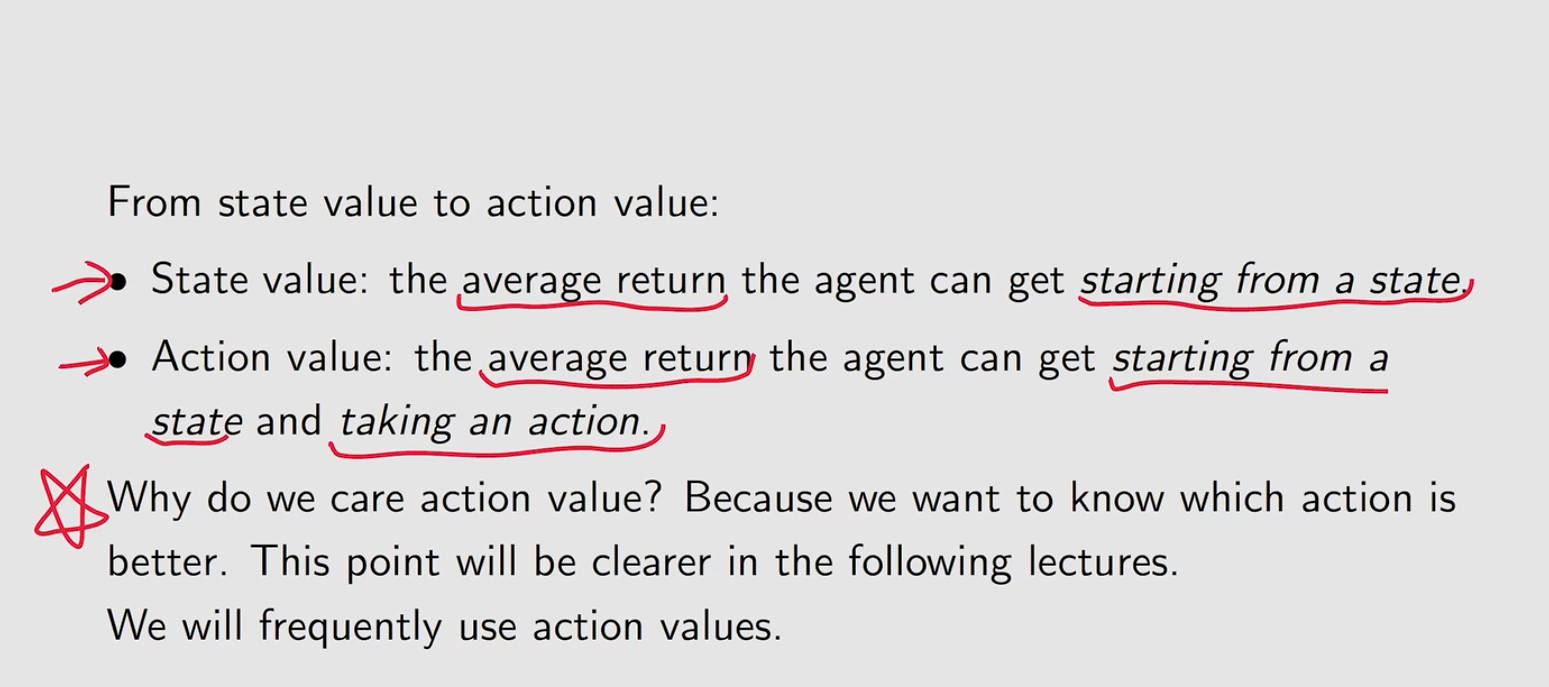 From state value to action value:
• State value: the average return the agent can get starting from a state.
• Action value: the average return the agent can get starting from a
state and taking an action.
Why do we care action value? Because we want to know which action is
better. This point will be clearer in the following lectures.
We will frequently use action values.